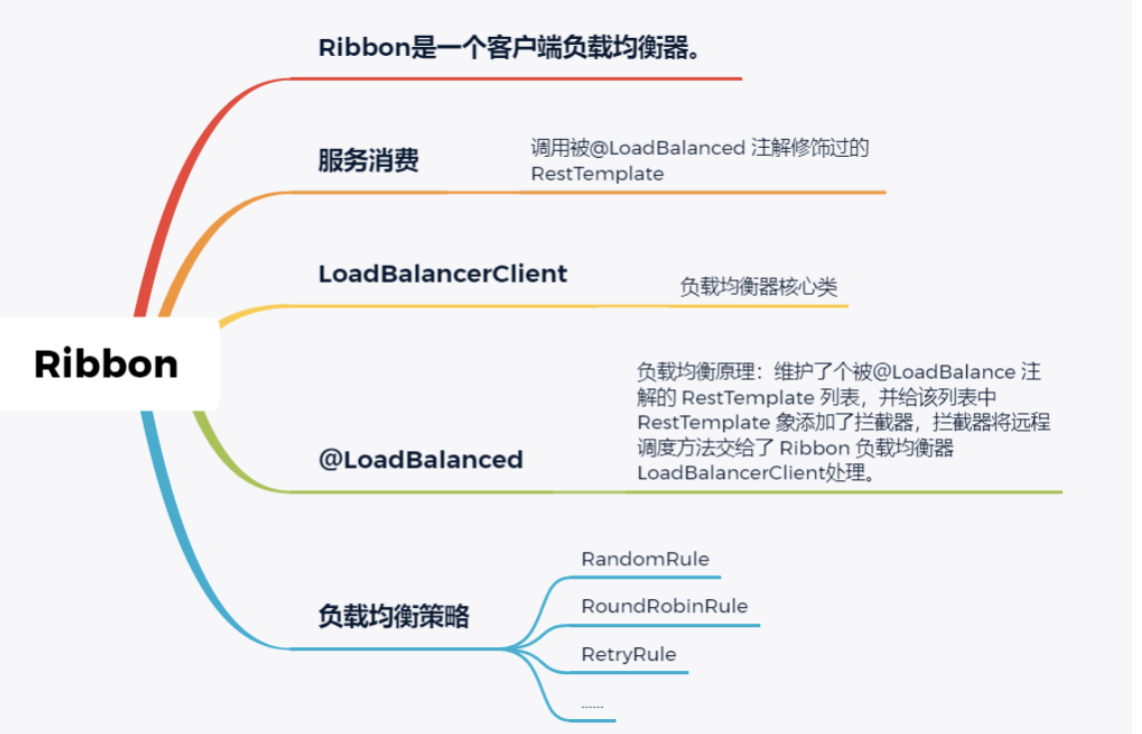 Ribbon是一个客户端负载均衡器。
服务消费
调用被@LoadBalanced 注解修饰过的
RestTemplate
LoadBalancerClient
负载均衡器核心类
Ribbon
@LoadBalanced
负载均衡原理：维护了个被@LoadBalance 注
解的 RestTemplate 列表，并给该列表中
RestTemplate 象添加了拦截器，拦截器将远程
调度方法交给了 Ribbon 负载均衡器
LoadBalancerClient处理。
负载均衡策略
RandomRule
RoundRobinRule
RetryRule
......